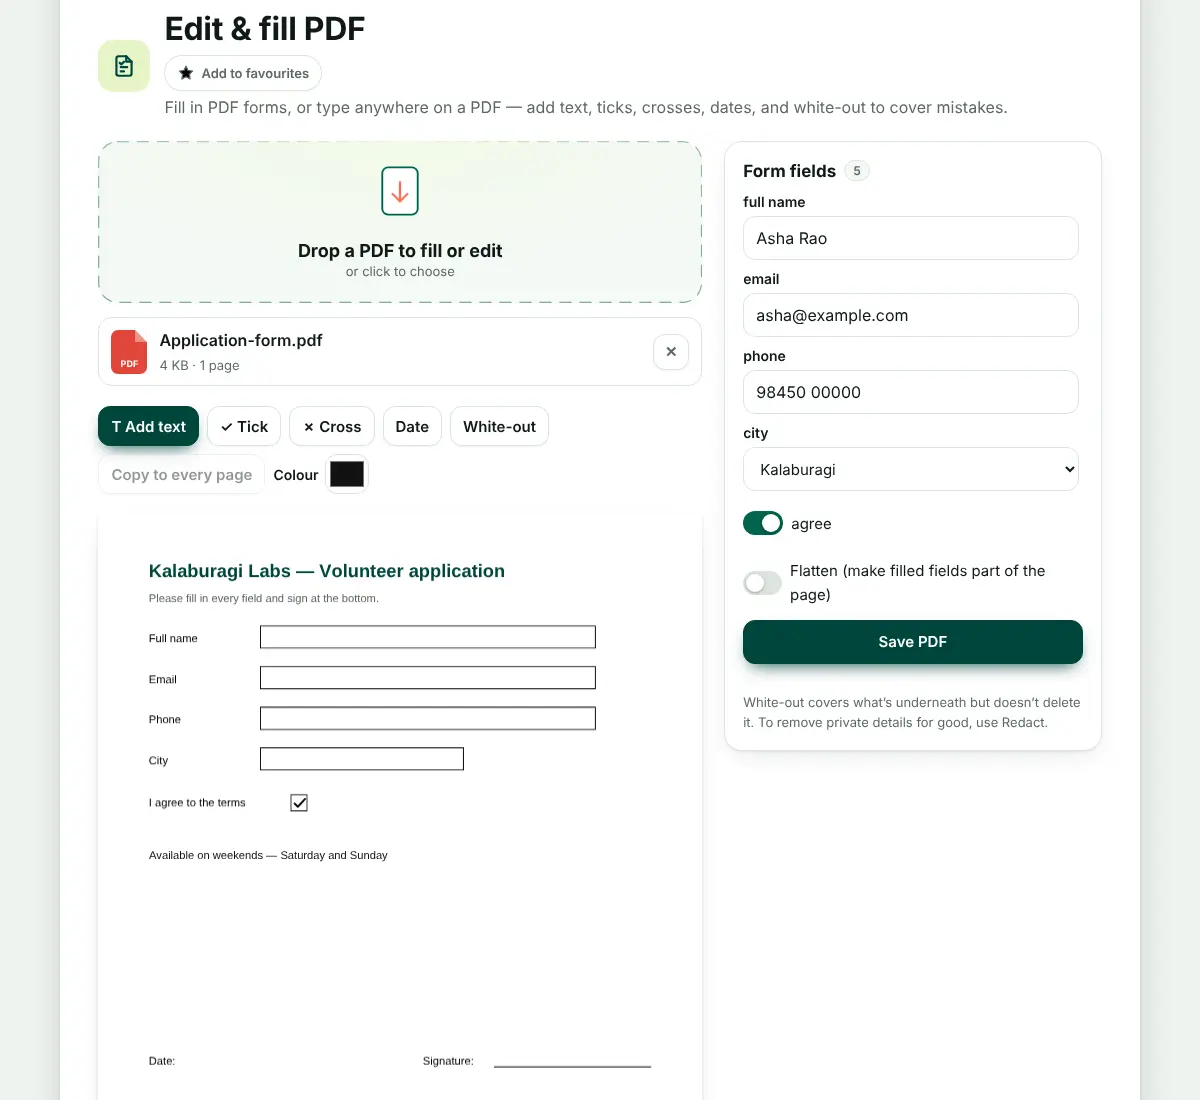 Edit & fill PDF
★ Add to favourites
Fill in PDF forms, or type anywhere on a PDF — add text, ticks, crosses, dates, and white-out to cover mistakes.
Drop a PDF to fill or edit
or click to choose
PDF
Application-form.pdf
4 KB · 1 page
✕
T Add text
✓ Tick
× Cross
Date
White-out
Copy to every page
Colour
Kalaburagi Labs — Volunteer application
Please fill in every field and sign at the bottom.
Full name
Email
Phone
City
I agree to the terms
Available on weekends — Saturday and Sunday
Date:
Signature:
Form fields 5
full name
Asha Rao
email
asha@example.com
phone
98450 00000
city
Kalaburagi
agree
Flatten (make filled fields part of the
page)
Save PDF
White-out covers what’s underneath but doesn’t delete
it. To remove private details for good, use Redact.